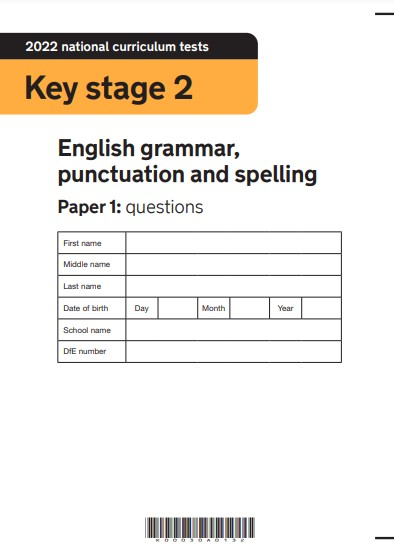 2022 national curriculum tests
Key stage 2
English grammar,
punctuation and spelling
Paper 1: questions
First name
Middle name
Last name
Date of birth Day Month Year
School name
DfE number